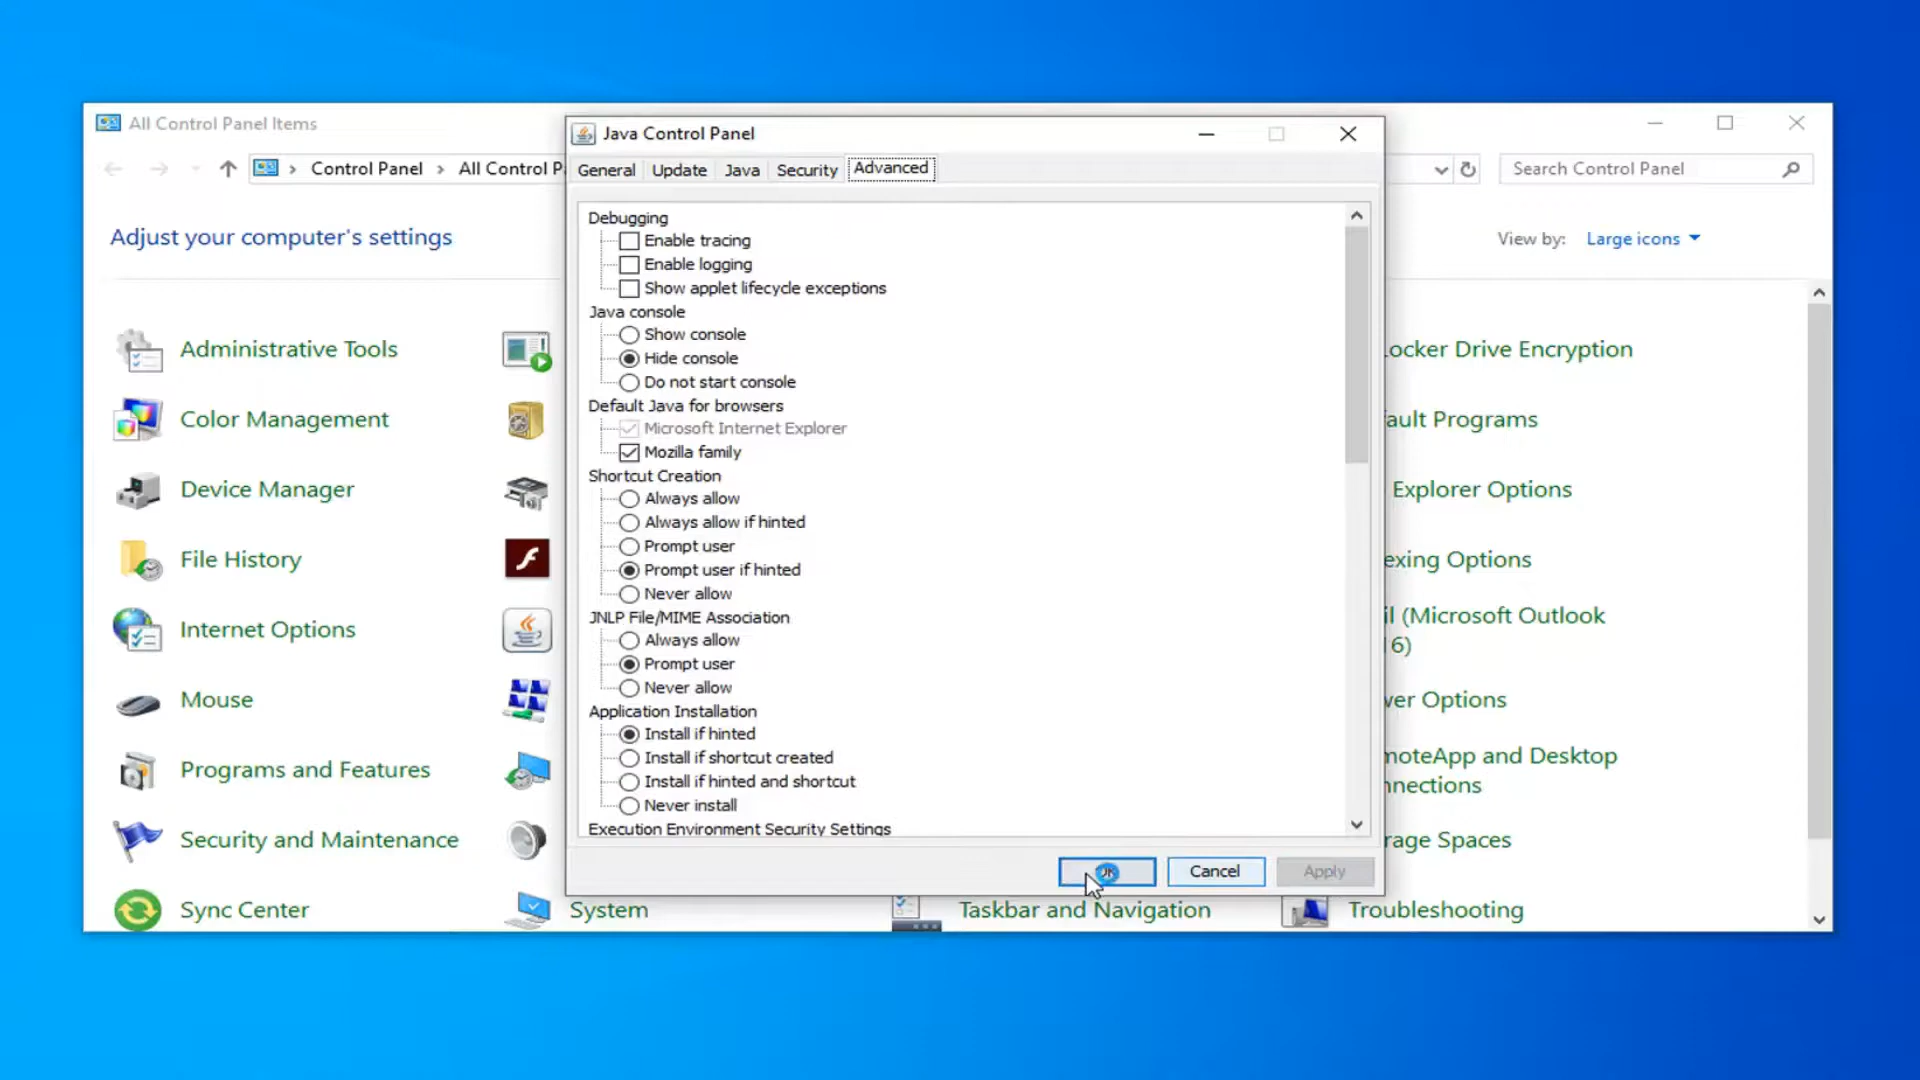 All Control Panel Items
Control Panel
All Control P
Search Control Panel
Adjust your computer's settings
View by:
Large icons
Administrative Tools
Color Management
Device Manager
File History
Internet Options
Mouse
Programs and Features
Security and Maintenance
Sync Center
System
Taskbar and Navigation
Troubleshooting
Java Control Panel
General
Update
Java
Security
Advanced
Debugging
Enable tracing
Enable logging
Show applet lifecycle exceptions
Java console
Show console
Hide console
Do not start console
Default Java for browsers
Microsoft Internet Explorer
Mozilla family
Shortcut Creation
Always allow
Always allow if hinted
Prompt user
Prompt user if hinted
Never allow
JNLP File/MIME Association
Always allow
Prompt user
Never allow
Application Installation
Install if hinted
Install if shortcut created
Install if hinted and shortcut
Never install
Execution Environment Security Settings
OK
Cancel
Apply
ocker Drive Encryption
ault Programs
Explorer Options
exing Options
il (Microsoft Outlook
6)
wer Options
moteApp and Desktop
nnections
rage Spaces